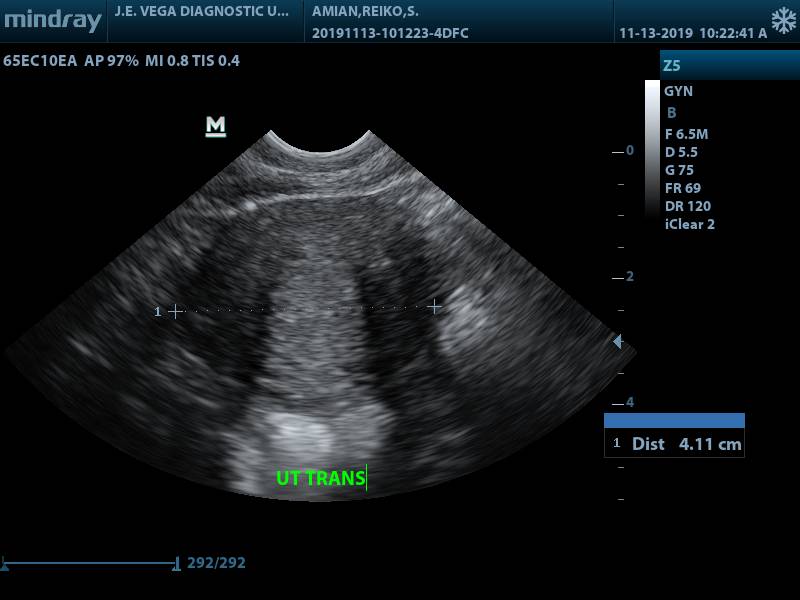 mindray
J.E. VEGA DIAGNOSTIC U...
AMIAN,REIKO,S.
20191113-101223-4DFC
11-13-2019 10:22:41 A
65EC10EA AP 97% MI 0.8 TIS 0.4
Z5
M
GYN
B
F 6.5M
D 5.5
G 75
FR 69
DR 120
iClear 2
0
2
1
4
1 Dist 4.11 cm
UT TRANS
292/292